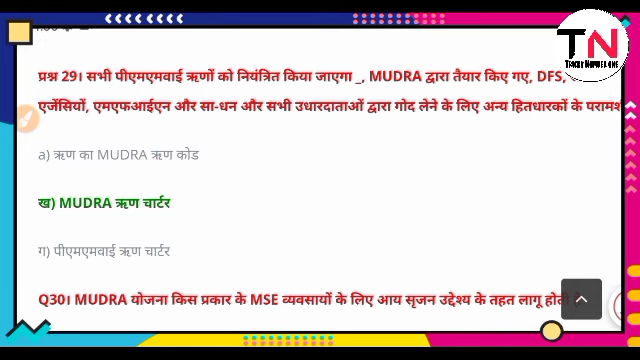 TN
प्रश्न 29। सभी पीएमएमवाई ऋणों को नियंत्रित किया जाएगा _, MUDRA द्वारा तैयार किए गए, DFS,
एजेंसियों, एमएफआईएन और सा-धन और सभी उधारदाताओं द्वारा गोद लेने के लिए अन्य हितधारकों के परामर्श
a) ऋण का MUDRA ऋण कोड
ख) MUDRA ऋण चार्टर
ग) पीएमएमवाई ऋण चार्टर
Q30। MUDRA योजना किस प्रकार के MSE व्यवसायों के लिए आय सृजन उद्देश्य के तहत लागू होती